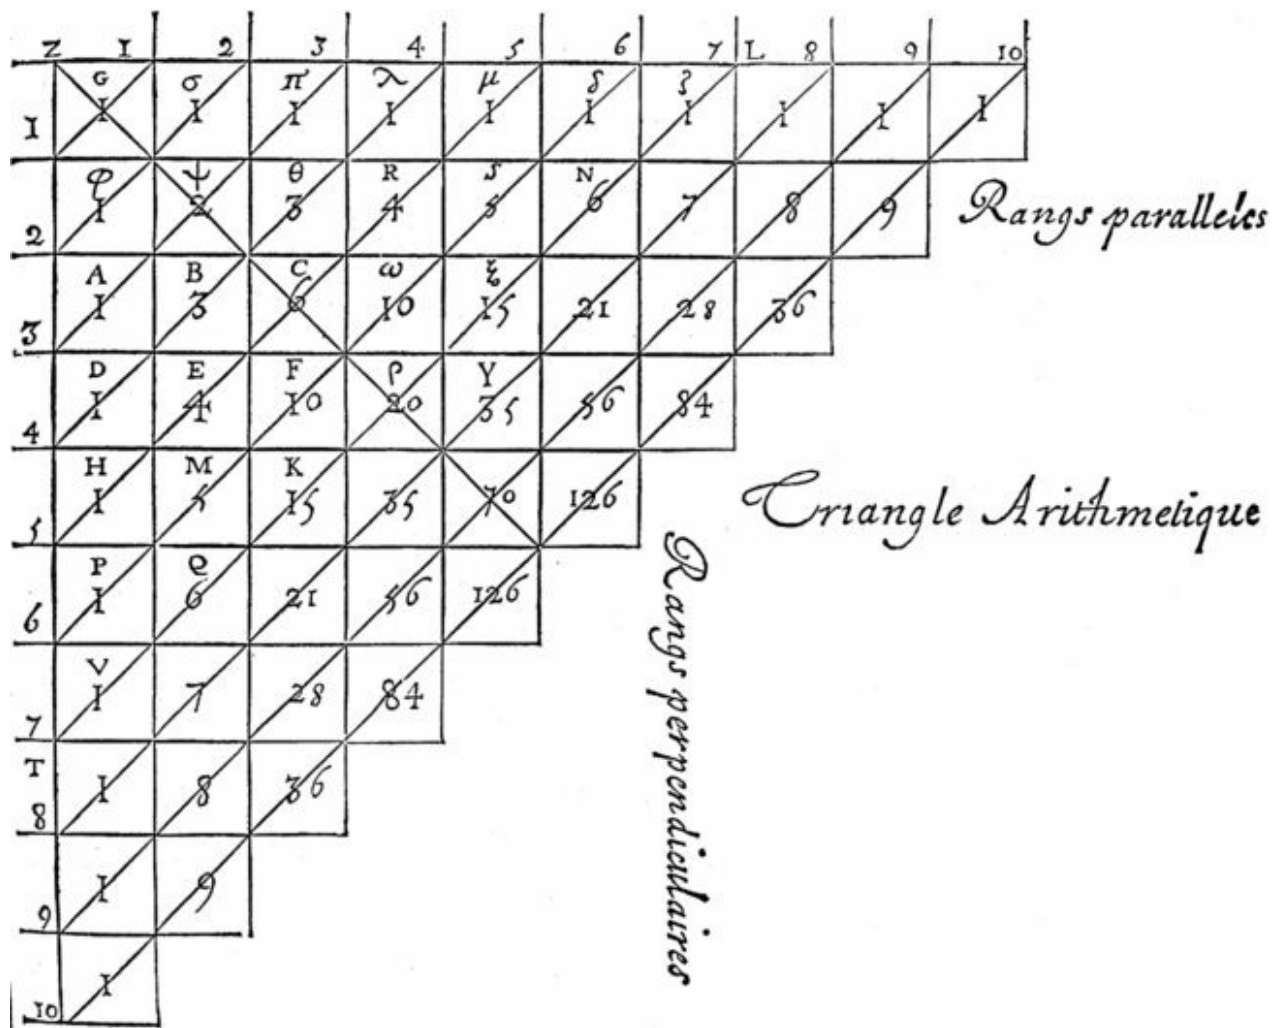 Z 1 2 3 4 5 6 7 L 8 9 10
G σ π λ μ δ ζ
1 1 1 1 1 1 1 1 1 1 1
φ ψ θ R S N
2 1 2 3 4 5 6 7 8 9
Rangs paralleles
A B C ω ξ
3 1 3 6 10 15 21 28 36
D E F ρ Y
4 1 4 10 20 35 56 84
H M K
5 1 5 15 35 70 126
Triangle Arithmetique
P Q
6 1 6 21 56 126
V
7 1 7 28 84
T
8 1 8 36
9 1 9
10 1
Rangs perpendiculaires